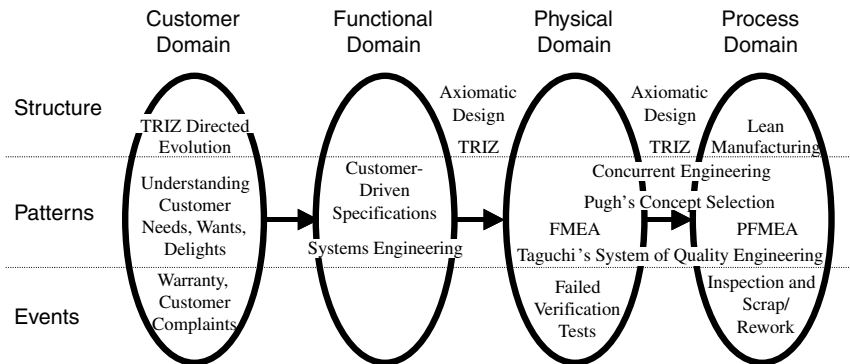 Customer
Domain
Functional
Domain
Physical
Domain
Process
Domain
Structure
TRIZ Directed
Evolution
Axiomatic
Design
TRIZ
Axiomatic
Design
TRIZ
Lean
Manufacturing
Patterns
Understanding
Customer
Needs, Wants,
Delights
Customer-
Driven
Specifications
Systems Engineering
Concurrent Engineering
Pugh's Concept Selection
FMEA
PFMEA
Taguchi's System of Quality Engineering
Events
Warranty,
Customer
Complaints
Failed
Verification
Tests
Inspection and
Scrap/
Rework